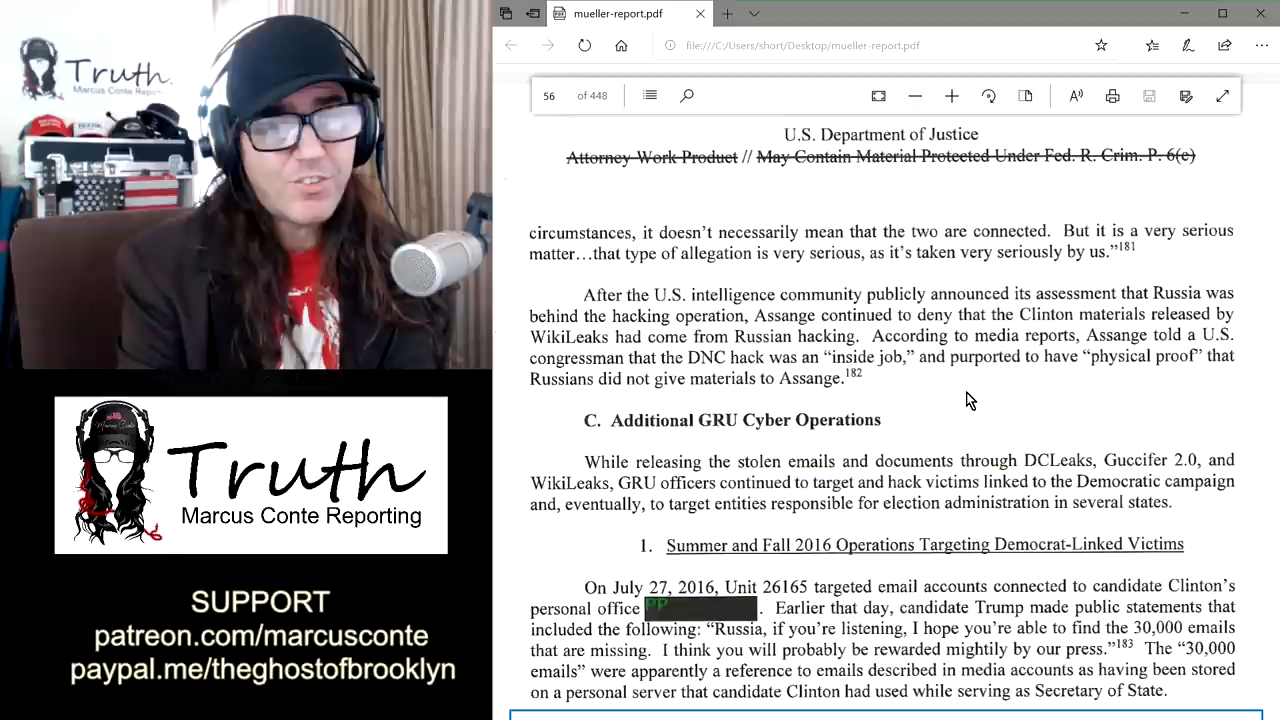 Truth.
Marcus Conte Reporting
mueller-report.pdf
file:///C:/Users/short/Desktop/mueller-report.pdf
56 of 448
U.S. Department of Justice
Attorney Work Product // May Contain Material Protected Under Fed. R. Crim. P. 6(e)
circumstances, it doesn't necessarily mean that the two are connected. But it is a very serious
matter…that type of allegation is very serious, as it's taken very seriously by us."181
After the U.S. intelligence community publicly announced its assessment that Russia was
behind the hacking operation, Assange continued to deny that the Clinton materials released by
WikiLeaks had come from Russian hacking. According to media reports, Assange told a U.S.
congressman that the DNC hack was an "inside job," and purported to have "physical proof" that
Russians did not give materials to Assange.182
C. Additional GRU Cyber Operations
While releasing the stolen emails and documents through DCLeaks, Guccifer 2.0, and
WikiLeaks, GRU officers continued to target and hack victims linked to the Democratic campaign
and, eventually, to target entities responsible for election administration in several states.
1. Summer and Fall 2016 Operations Targeting Democrat-Linked Victims
On July 27, 2016, Unit 26165 targeted email accounts connected to candidate Clinton's
personal office PP . Earlier that day, candidate Trump made public statements that
included the following: "Russia, if you're listening, I hope you're able to find the 30,000 emails
that are missing. I think you will probably be rewarded mightily by our press."183 The "30,000
emails" were apparently a reference to emails described in media accounts as having been stored
on a personal server that candidate Clinton had used while serving as Secretary of State.
Truth
Marcus Conte Reporting
SUPPORT
patreon.com/marcusconte
paypal.me/theghostofbrooklyn